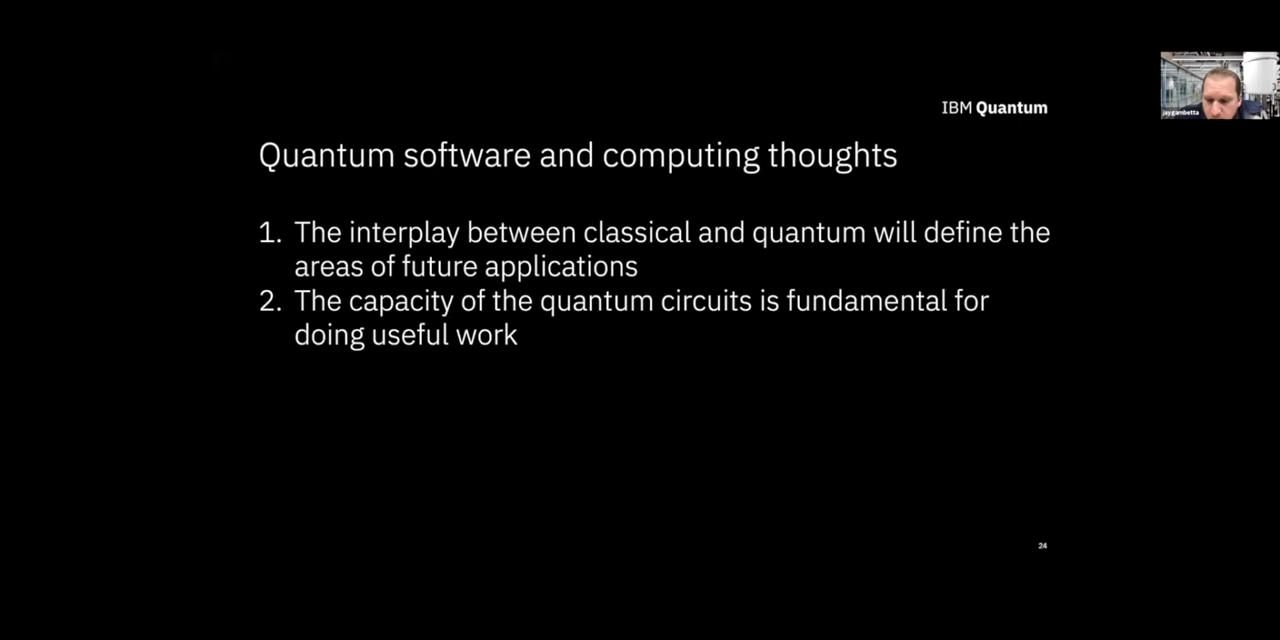 IBM Quantum
jaygambetta
Quantum software and computing thoughts
1. The interplay between classical and quantum will define the
areas of future applications
2. The capacity of the quantum circuits is fundamental for
doing useful work
24